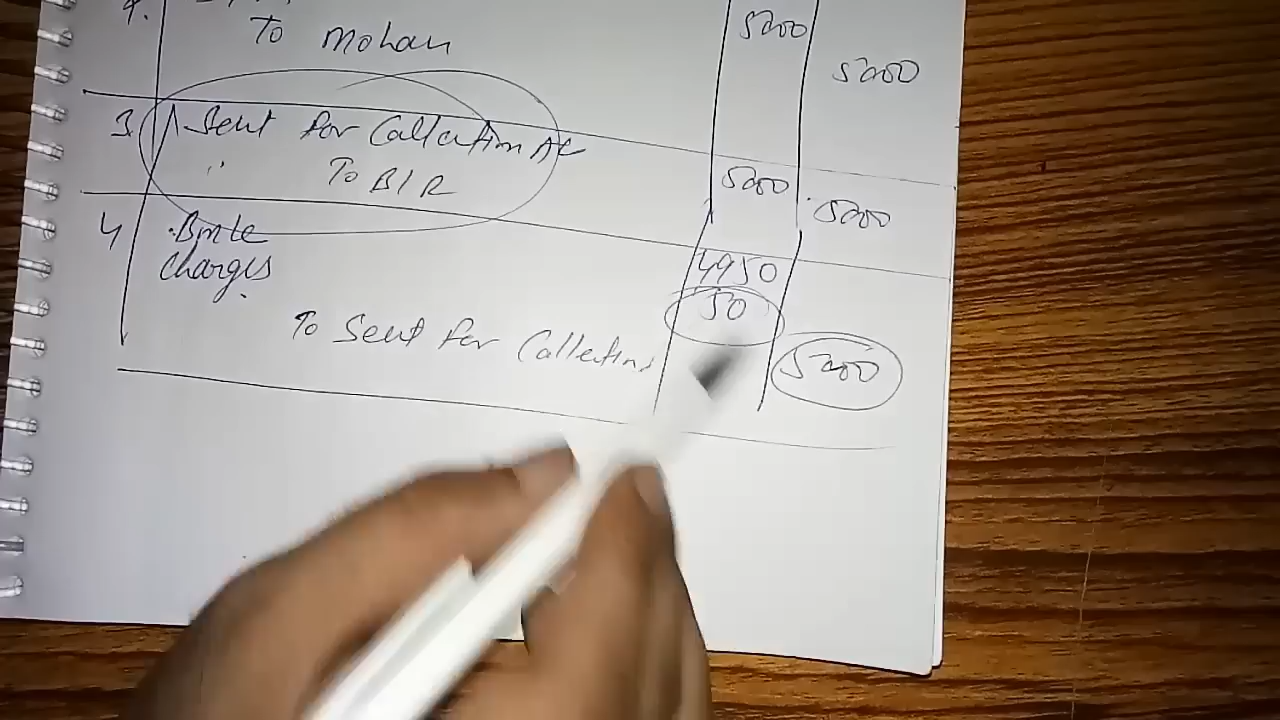 To Mohan
5000
5000
3. Sent for Collection A/c
To B/R
5000
5000
4 Bank
charges
4950
50
To Sent for Collection
5000